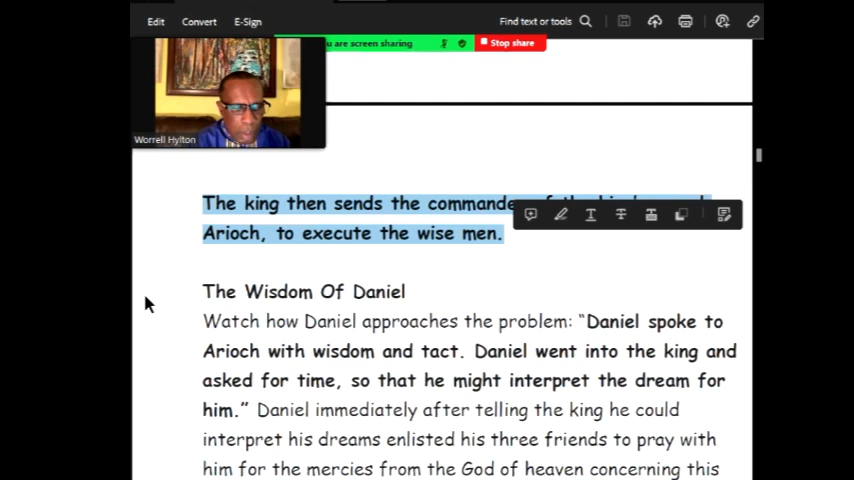 Edit Convert E-Sign Find text or tools
are screen sharing Stop share
Worrell Hylton
The king then sends the commande
Arioch, to execute the wise men.
The Wisdom Of Daniel
Watch how Daniel approaches the problem: “Daniel spoke to
Arioch with wisdom and tact. Daniel went into the king and
asked for time, so that he might interpret the dream for
him.” Daniel immediately after telling the king he could
interpret his dreams enlisted his three friends to pray with
him for the mercies from the God of heaven concerning this